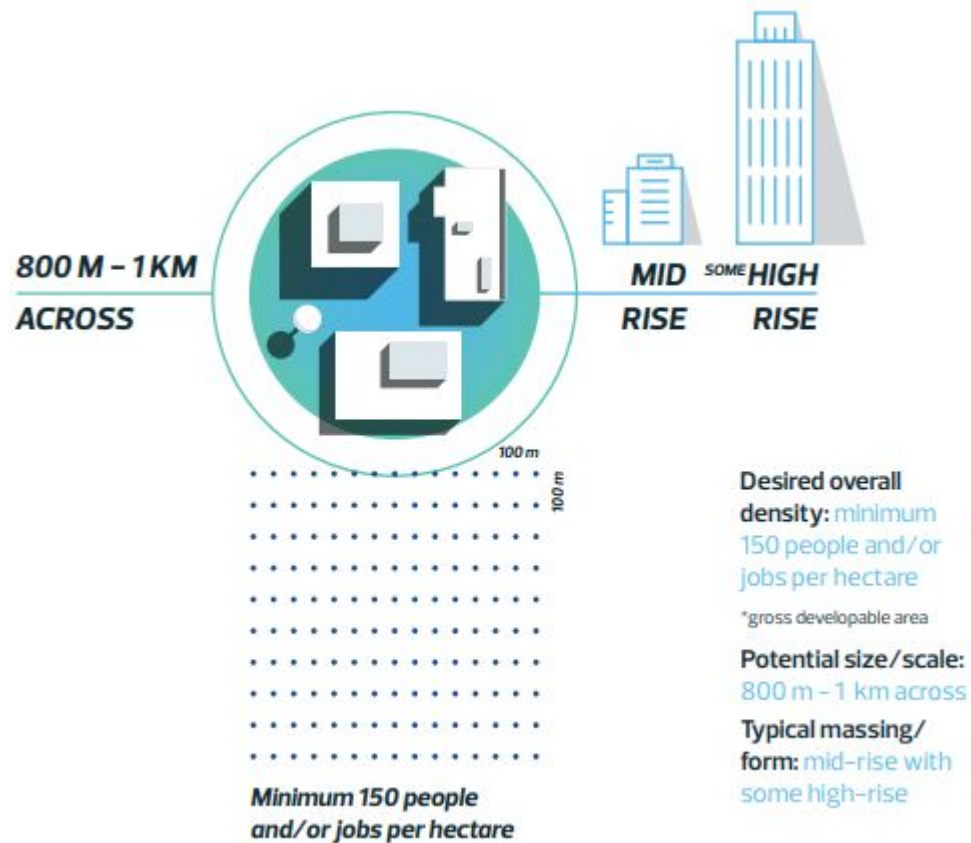 800 M – 1 KM
ACROSS
MID
RISE
SOME HIGH
RISE
100 m
100 m
Minimum 150 people
and/or jobs per hectare
Desired overall
density: minimum
150 people and/or
jobs per hectare
*gross developable area
Potential size/scale:
800 m - 1 km across
Typical massing/
form: mid-rise with
some high-rise